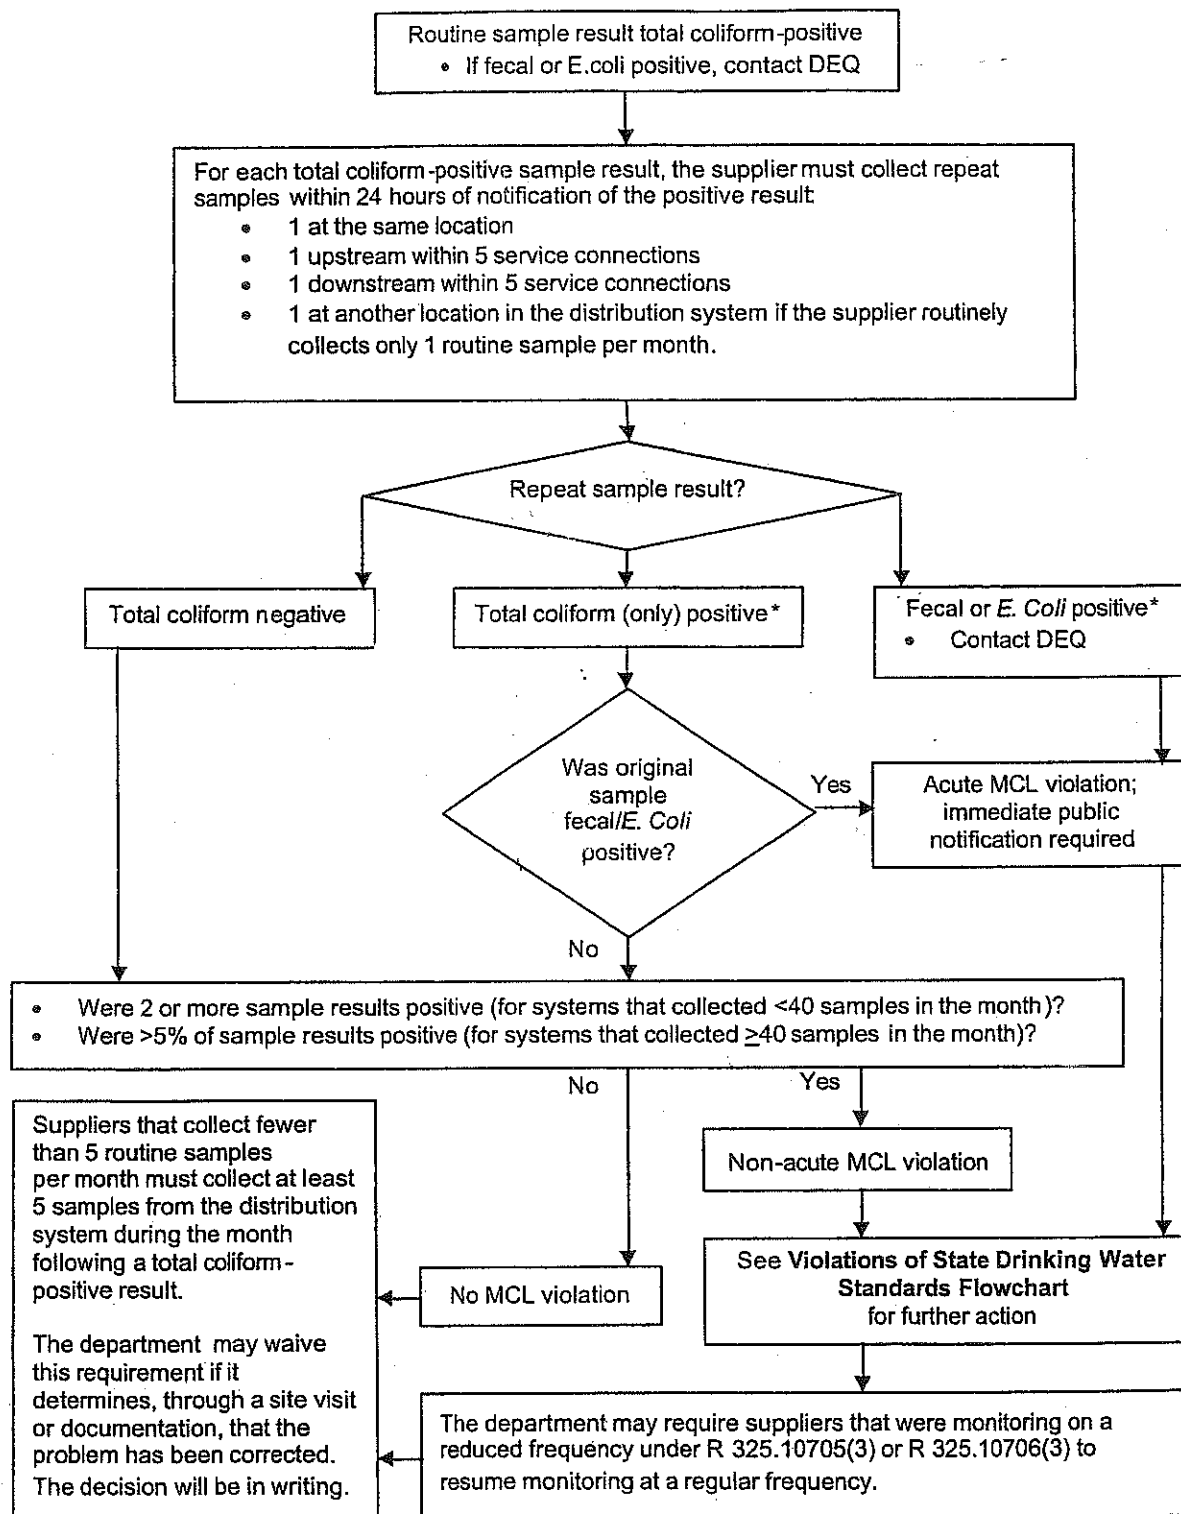 Routine sample result total coliform-positive
• If fecal or E.coli positive, contact DEQ
For each total coliform-positive sample result, the supplier must collect repeat
samples within 24 hours of notification of the positive result
• 1 at the same location
• 1 upstream within 5 service connections
• 1 downstream within 5 service connections
• 1 at another location in the distribution system if the supplier routinely
collects only 1 routine sample per month.
Repeat sample result?
Total coliform negative
Total coliform (only) positive*
Fecal or E. Coli positive*
• Contact DEQ
Was original
sample
fecal/E. Coli
positive?
Yes
Acute MCL violation;
immediate public
notification required
No
• Were 2 or more sample results positive (for systems that collected <40 samples in the month)?
• Were >5% of sample results positive (for systems that collected ≥40 samples in the month)?
No
Yes
Suppliers that collect fewer
than 5 routine samples
per month must collect at least
5 samples from the distribution
system during the month
following a total coliform-
positive result.
The department may waive
this requirement if it
determines, through a site visit
or documentation, that the
problem has been corrected.
The decision will be in writing.
Non-acute MCL violation
No MCL violation
See Violations of State Drinking Water
Standards Flowchart
for further action
The department may require suppliers that were monitoring on a
reduced frequency under R 325.10705(3) or R 325.10706(3) to
resume monitoring at a regular frequency.